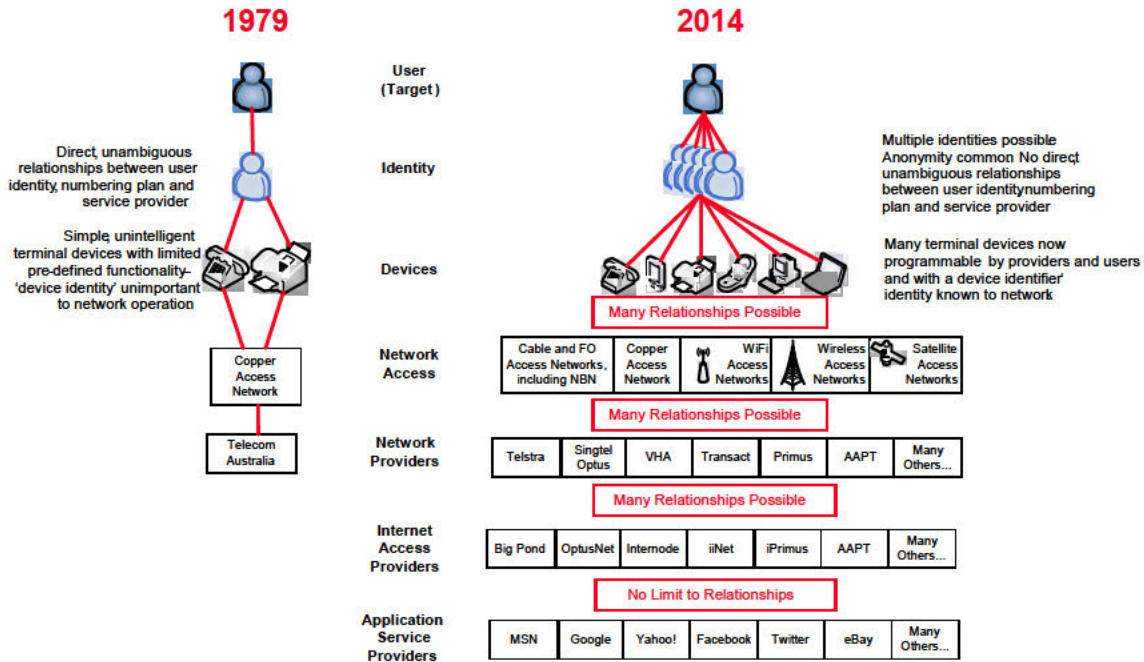 1979
2014
User
(Target)
Direct, unambiguous
relationships between user
identity, numbering plan and
service provider
Identity
Multiple identities possible
Anonymity common No direct,
unambiguous relationships
between user identitynumbering
plan and service provider
Simple, unintelligent
terminal devices with limited
pre-defined functionality–
‘device identity’ unimportant
to network operation
Devices
Many terminal devices now
programmable by providers and users
and with a device identifier’
identity known to network
Many Relationships Possible
Copper
Access
Network
Network
Access
Cable and FO
Access Networks,
including NBN
Copper
Access
Network
WiFi
Access
Networks
Wireless
Access
Networks
Satellite
Access
Networks
Many Relationships Possible
Telecom
Australia
Network
Providers
Telstra
Singtel
Optus
VHA
Transact
Primus
AAPT
Many
Others...
Many Relationships Possible
Internet
Access
Providers
Big Pond
OptusNet
Internode
iiNet
iPrimus
AAPT
Many
Others...
No Limit to Relationships
Application
Service
Providers
MSN
Google
Yahoo!
Facebook
Twitter
eBay
Many
Others...